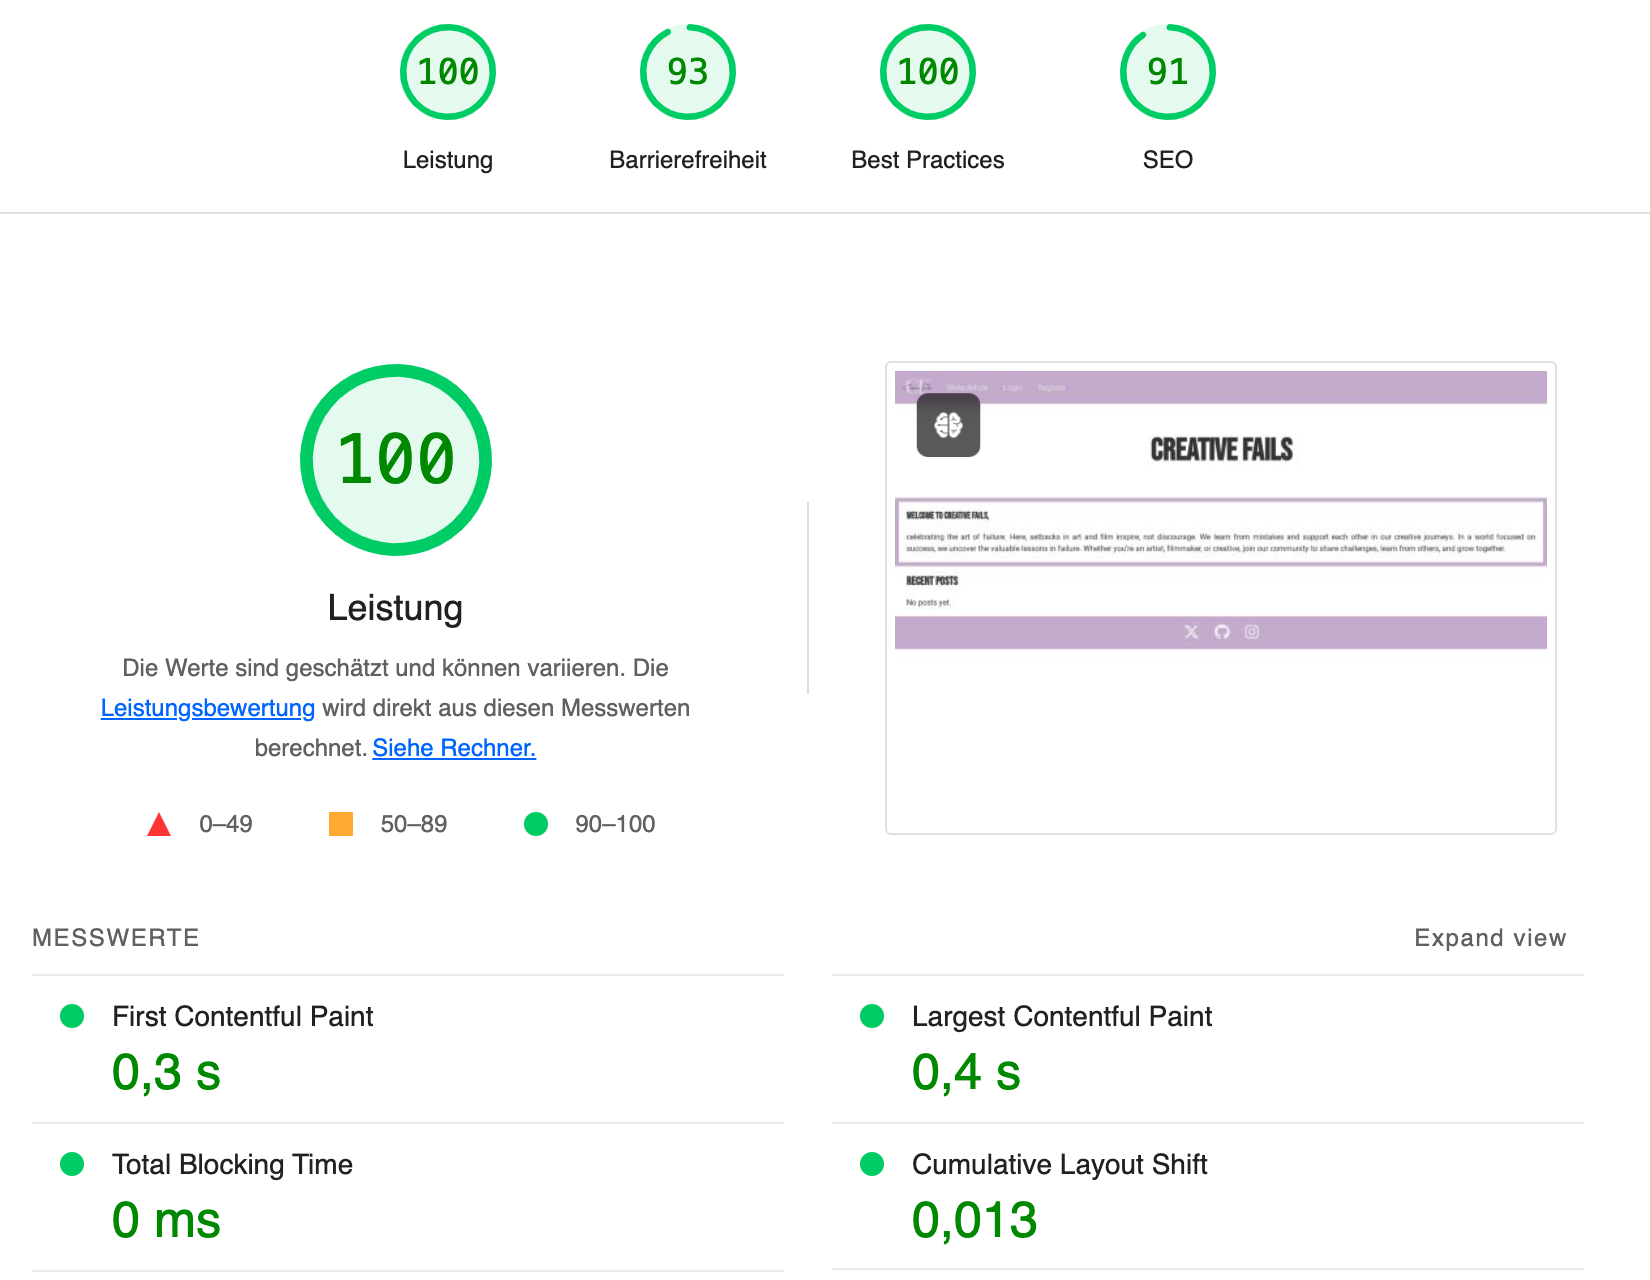 100
93
100
91
Leistung
Barrierefreiheit
Best Practices
SEO
100
Leistung
Die Werte sind geschätzt und können variieren. Die
Leistungsbewertung wird direkt aus diesen Messwerten
berechnet. Siehe Rechner.
0–49
50–89
90–100
Write Article
Login
Register
CREATIVE FAILS
WELCOME TO CREATIVE FAILS,
celebrating the art of failure. Here, setbacks in art and film inspire, not discourage. We learn from mistakes and support each other in our creative journeys. In a world focused on
success, we uncover the valuable lessons in failure. Whether you're an artist, filmmaker, or creative, join our community to share challenges, learn from others, and grow together.
RECENT POSTS
No posts yet.
MESSWERTE
Expand view
First Contentful Paint
0,3 s
Largest Contentful Paint
0,4 s
Total Blocking Time
0 ms
Cumulative Layout Shift
0,013